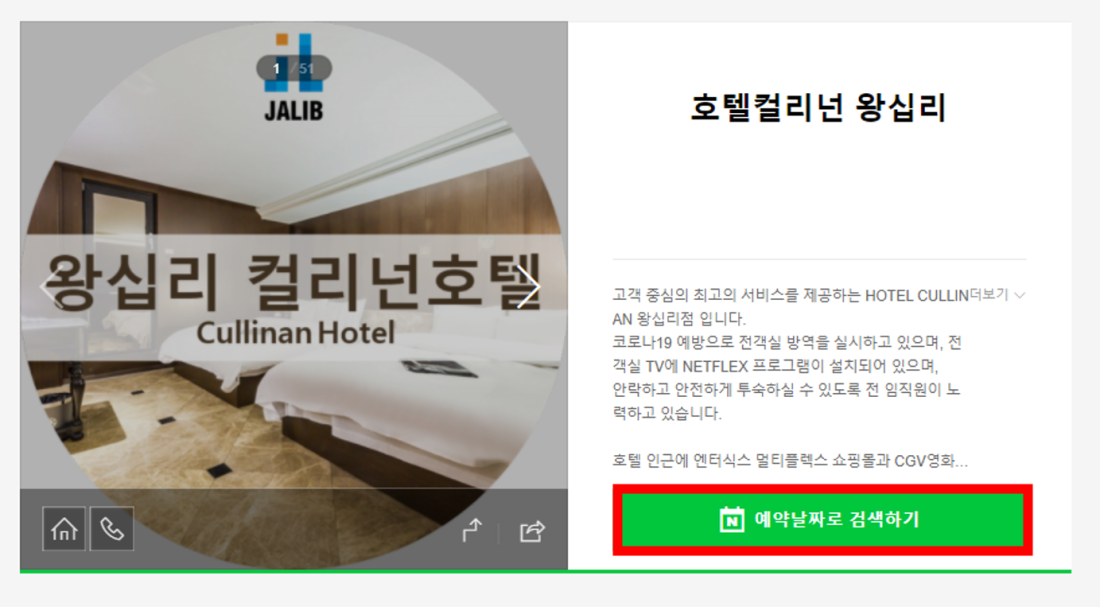 1 / 51
JALIB
왕십리 컬리넌호텔
Cullinan Hotel
호텔컬리넌 왕십리
고객 중심의 최고의 서비스를 제공하는 HOTEL CULLIN더보기
AN 왕십리점 입니다.
코로나19 예방으로 전객실 방역을 실시하고 있으며, 전
객실 TV에 NETFLEX 프로그램이 설치되어 있으며,
안락하고 안전하게 투숙하실 수 있도록 전 임직원이 노
력하고 있습니다.
호텔 인근에 엔터식스 멀티플렉스 쇼핑몰과 CGV영화...
N 예약날짜로 검색하기